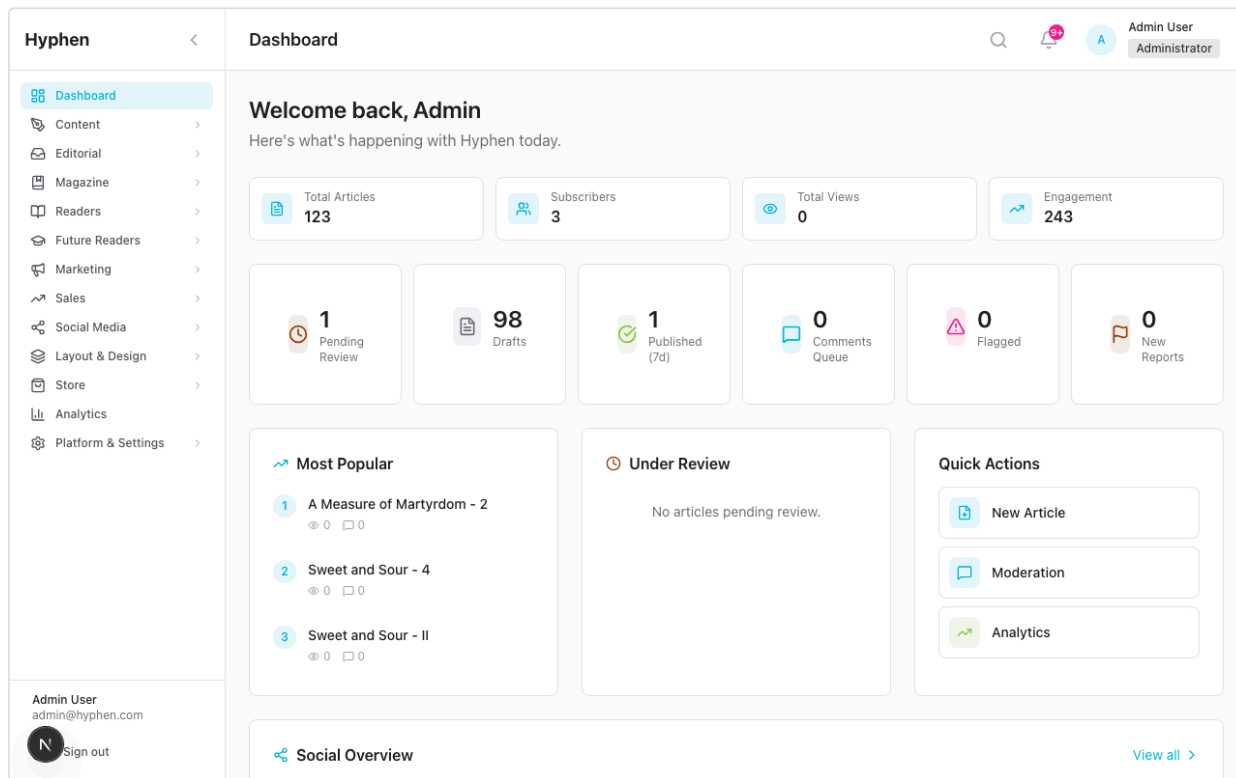 Hyphen
Dashboard
9+
A
Admin User
Administrator
Dashboard
Content
Editorial
Magazine
Readers
Future Readers
Marketing
Sales
Social Media
Layout & Design
Store
Analytics
Platform & Settings
Admin User
admin@hyphen.com
N
Sign out
Welcome back, Admin
Here's what's happening with Hyphen today.
Total Articles
123
Subscribers
3
Total Views
0
Engagement
243
1
Pending
Review
98
Drafts
1
Published
(7d)
0
Comments
Queue
0
Flagged
0
New
Reports
Most Popular
1
A Measure of Martyrdom - 2
0 0
2
Sweet and Sour - 4
0 0
3
Sweet and Sour - II
0 0
Under Review
No articles pending review.
Quick Actions
New Article
Moderation
Analytics
Social Overview
View all